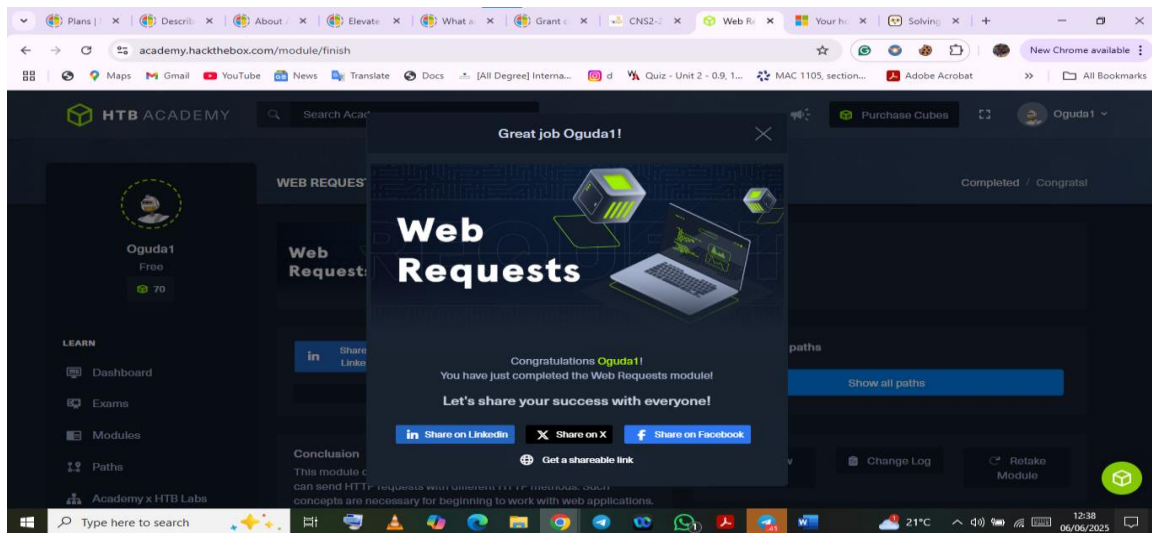 Plans |
Describ
About
Elevate
What a
Grant c
CNS2-2
Web Re
Your ho
Solving
academy.hackthebox.com/module/finish
New Chrome available
Maps
Gmail
YouTube
News
Translate
Docs
[All Degree] Interna...
d
Quiz - Unit 2 - 0.9, 1...
MAC 1105, section...
Adobe Acrobat
»
All Bookmarks
HTB ACADEMY
Search Acad
Great job Oguda1!
Purchase Cubes
Oguda1
WEB REQUES
Completed / Congrats!
Web
Requests
Oguda1
Free
70
Web
Request
LEARN
Dashboard
Exams
Modules
Paths
Academy x HTB Labs
Share
Linke
Congratulations Oguda1!
You have just completed the Web Requests module!
Let's share your success with everyone!
in Share on Linkedin
X Share on X
f Share on Facebook
Get a shareable link
paths
Show all paths
w
Change Log
Retake
Module
Conclusion
This module c
can send HTTP requests with different HTTP methods. Such
concepts are necessary for beginning to work with web applications.
Type here to search
21°C
12:38
06/06/2025